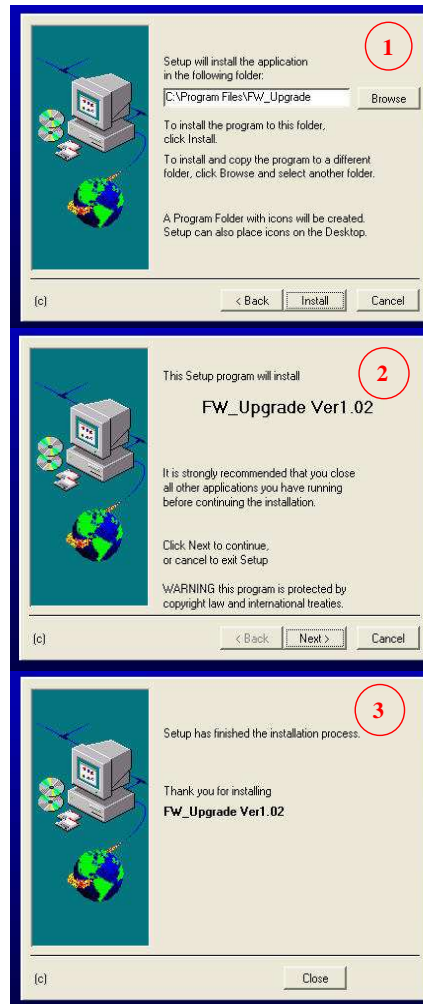 1
Setup will install the application
in the following folder:
C:\Program Files\FW_Upgrade
Browse
To install the program to this folder,
click Install.
To install and copy the program to a different
folder, click Browse and select another folder.
A Program Folder with icons will be created.
Setup can also place icons on the Desktop.
(c)
< Back
Install
Cancel
2
This Setup program will install
FW_Upgrade Ver1.02
It is strongly recommended that you close
all other applications you have running
before continuing the installation.
Click Next to continue,
or cancel to exit Setup
WARNING this program is protected by
copyright law and international treaties.
(c)
< Back
Next >
Cancel
3
Setup has finished the installation process.
Thank you for installing
FW_Upgrade Ver1.02
(c)
Close